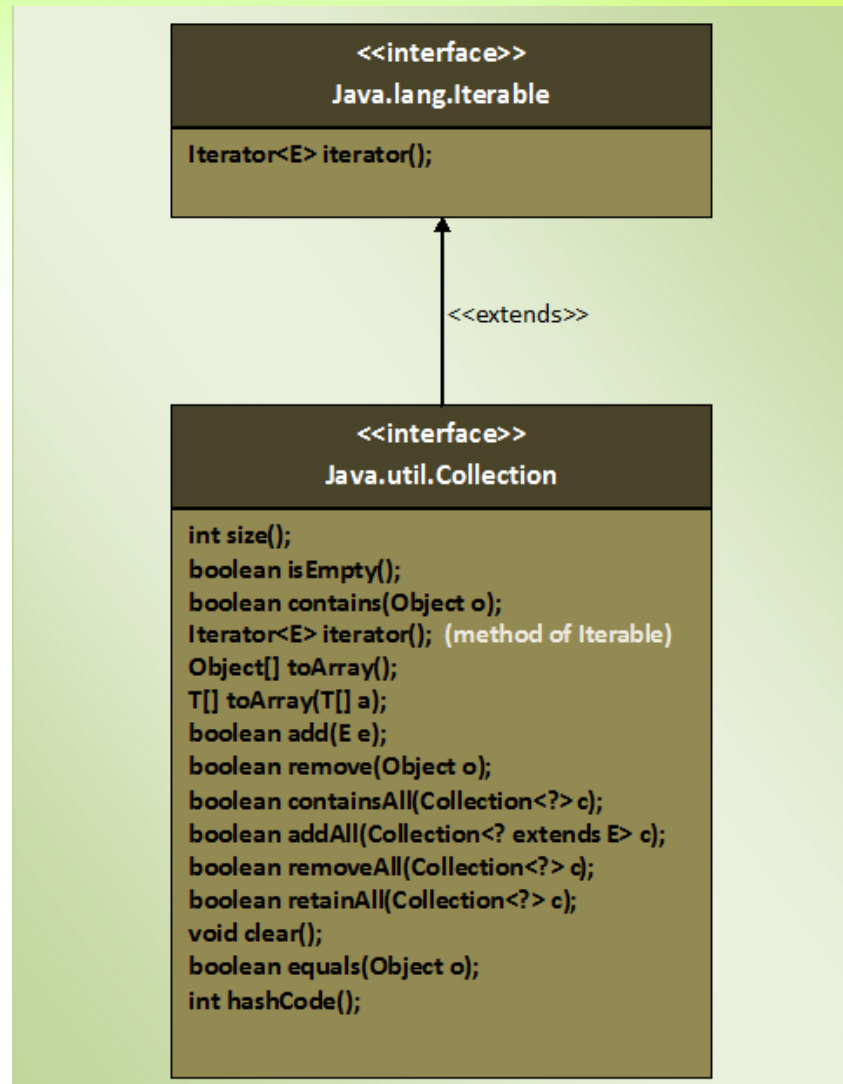 <<interface>>
Java.lang.Iterable
Iterator<E> iterator();
<<extends>>
<<interface>>
Java.util.Collection
int size();
boolean isEmpty();
boolean contains(Object o);
Iterator<E> iterator(); (method of Iterable)
Object[] toArray();
T[] toArray(T[] a);
boolean add(E e);
boolean remove(Object o);
boolean containsAll(Collection<?> c);
boolean addAll(Collection<? extends E> c);
boolean removeAll(Collection<?> c);
boolean retainAll(Collection<?> c);
void clear();
boolean equals(Object o);
int hashCode();